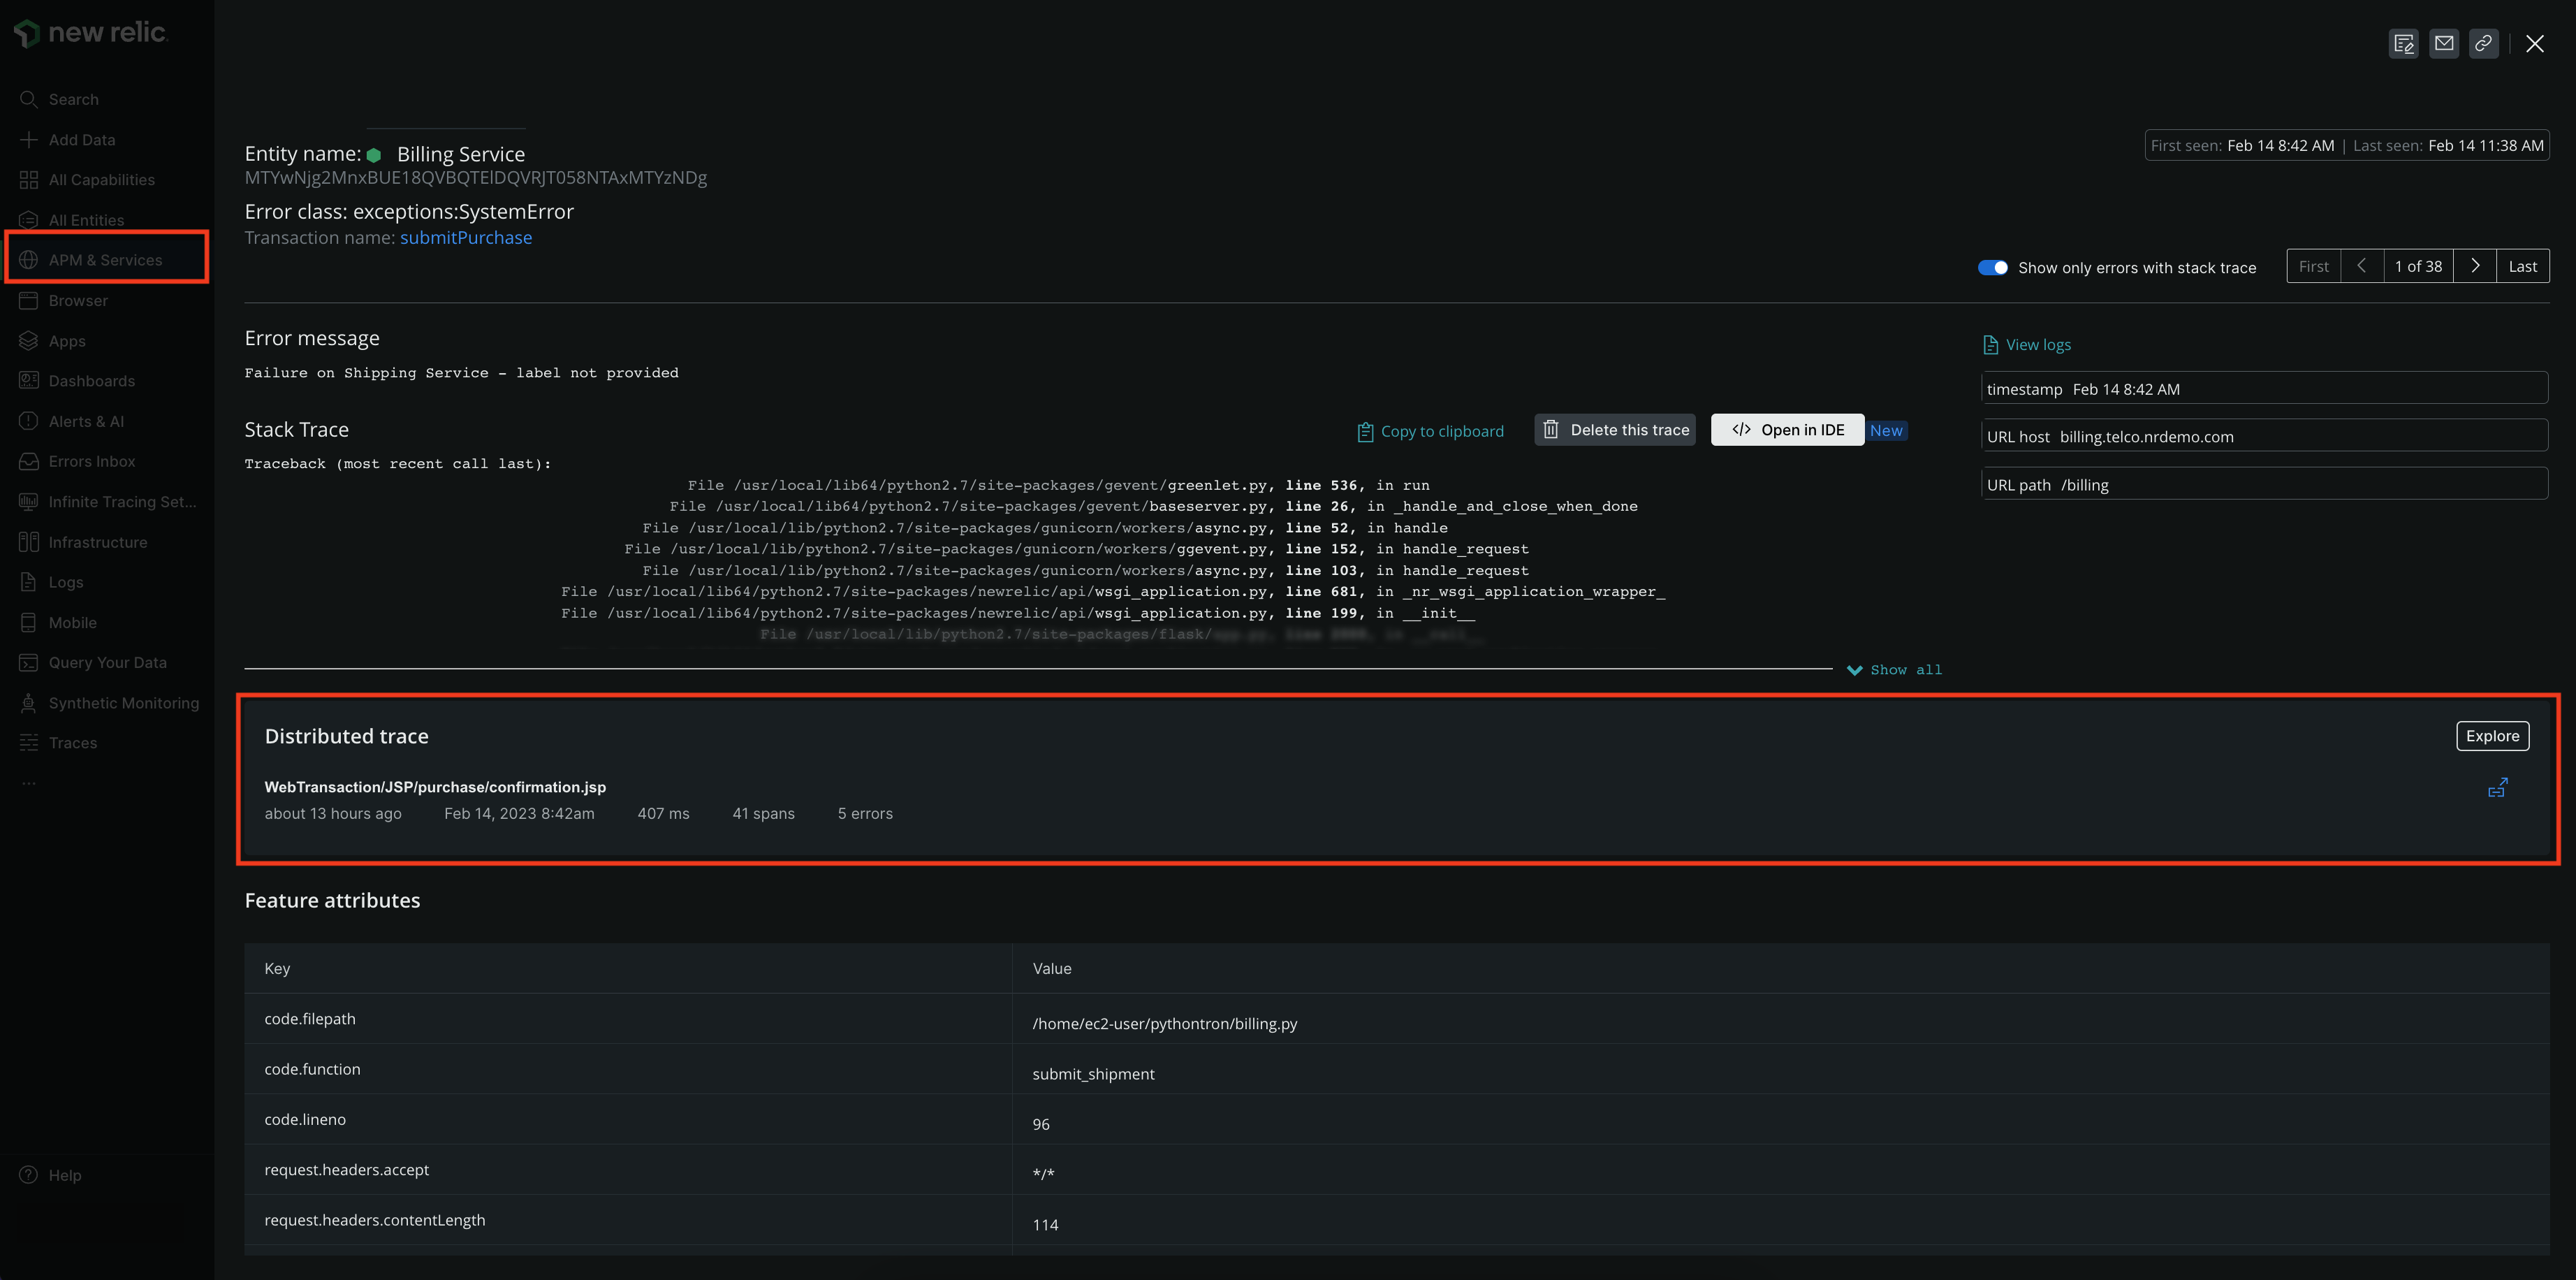 new relic.
Search
Add Data
All Capabilities
All Entities
APM & Services
Browser
Apps
Dashboards
Alerts & AI
Errors Inbox
Infinite Tracing Set...
Infrastructure
Logs
Mobile
Query Your Data
Synthetic Monitoring
Traces
...
Help
Entity name: Billing Service
MTYwNjg2MnxBUE18QVBQTElDQVRJT058NTAxMTYzNDg
Error class: exceptions:SystemError
Transaction name: submitPurchase
First seen: Feb 14 8:42 AM | Last seen: Feb 14 11:38 AM
Show only errors with stack trace
First 1 of 38 Last
Error message
Failure on Shipping Service - label not provided
View logs
timestamp Feb 14 8:42 AM
URL host billing.telco.nrdemo.com
URL path /billing
Stack Trace
Copy to clipboard Delete this trace </> Open in IDE New
Traceback (most recent call last):
File /usr/local/lib64/python2.7/site-packages/gevent/greenlet.py, line 536, in run
File /usr/local/lib64/python2.7/site-packages/gevent/baseserver.py, line 26, in _handle_and_close_when_done
File /usr/local/lib/python2.7/site-packages/gunicorn/workers/async.py, line 52, in handle
File /usr/local/lib/python2.7/site-packages/gunicorn/workers/ggevent.py, line 152, in handle_request
File /usr/local/lib/python2.7/site-packages/gunicorn/workers/async.py, line 103, in handle_request
File /usr/local/lib64/python2.7/site-packages/newrelic/api/wsgi_application.py, line 681, in _nr_wsgi_application_wrapper_
File /usr/local/lib64/python2.7/site-packages/newrelic/api/wsgi_application.py, line 199, in __init__
File /usr/local/lib/python2.7/site-packages/flask/
Show all
Distributed trace
Explore
WebTransaction/JSP/purchase/confirmation.jsp
about 13 hours ago Feb 14, 2023 8:42am 407 ms 41 spans 5 errors
Feature attributes
Key Value
code.filepath /home/ec2-user/pythontron/billing.py
code.function submit_shipment
code.lineno 96
request.headers.accept */*
request.headers.contentLength 114